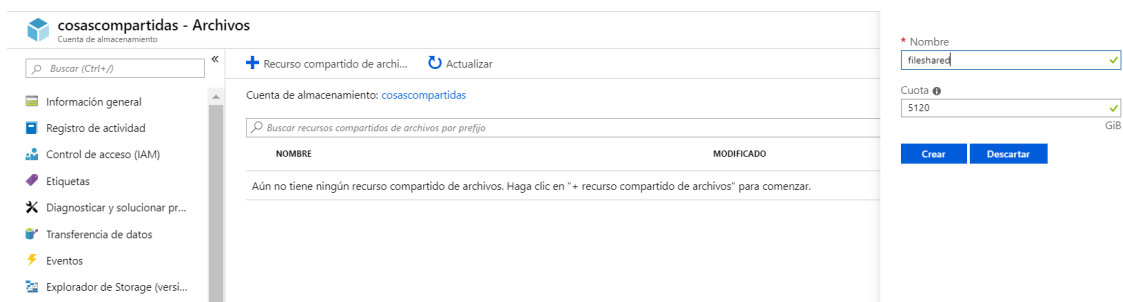 cosascompartidas - Archivos
Cuenta de almacenamiento
Buscar (Ctrl+/)
«
Información general
Registro de actividad
Control de acceso (IAM)
Etiquetas
Diagnosticar y solucionar pr...
Transferencia de datos
Eventos
Explorador de Storage (versi...
+ Recurso compartido de archi...
Actualizar
Cuenta de almacenamiento: cosascompartidas
Buscar recursos compartidos de archivos por prefijo
NOMBRE
MODIFICADO
Aún no tiene ningún recurso compartido de archivos. Haga clic en "+ recurso compartido de archivos" para comenzar.
* Nombre
fileshared
Cuota
5120
GiB
Crear
Descartar